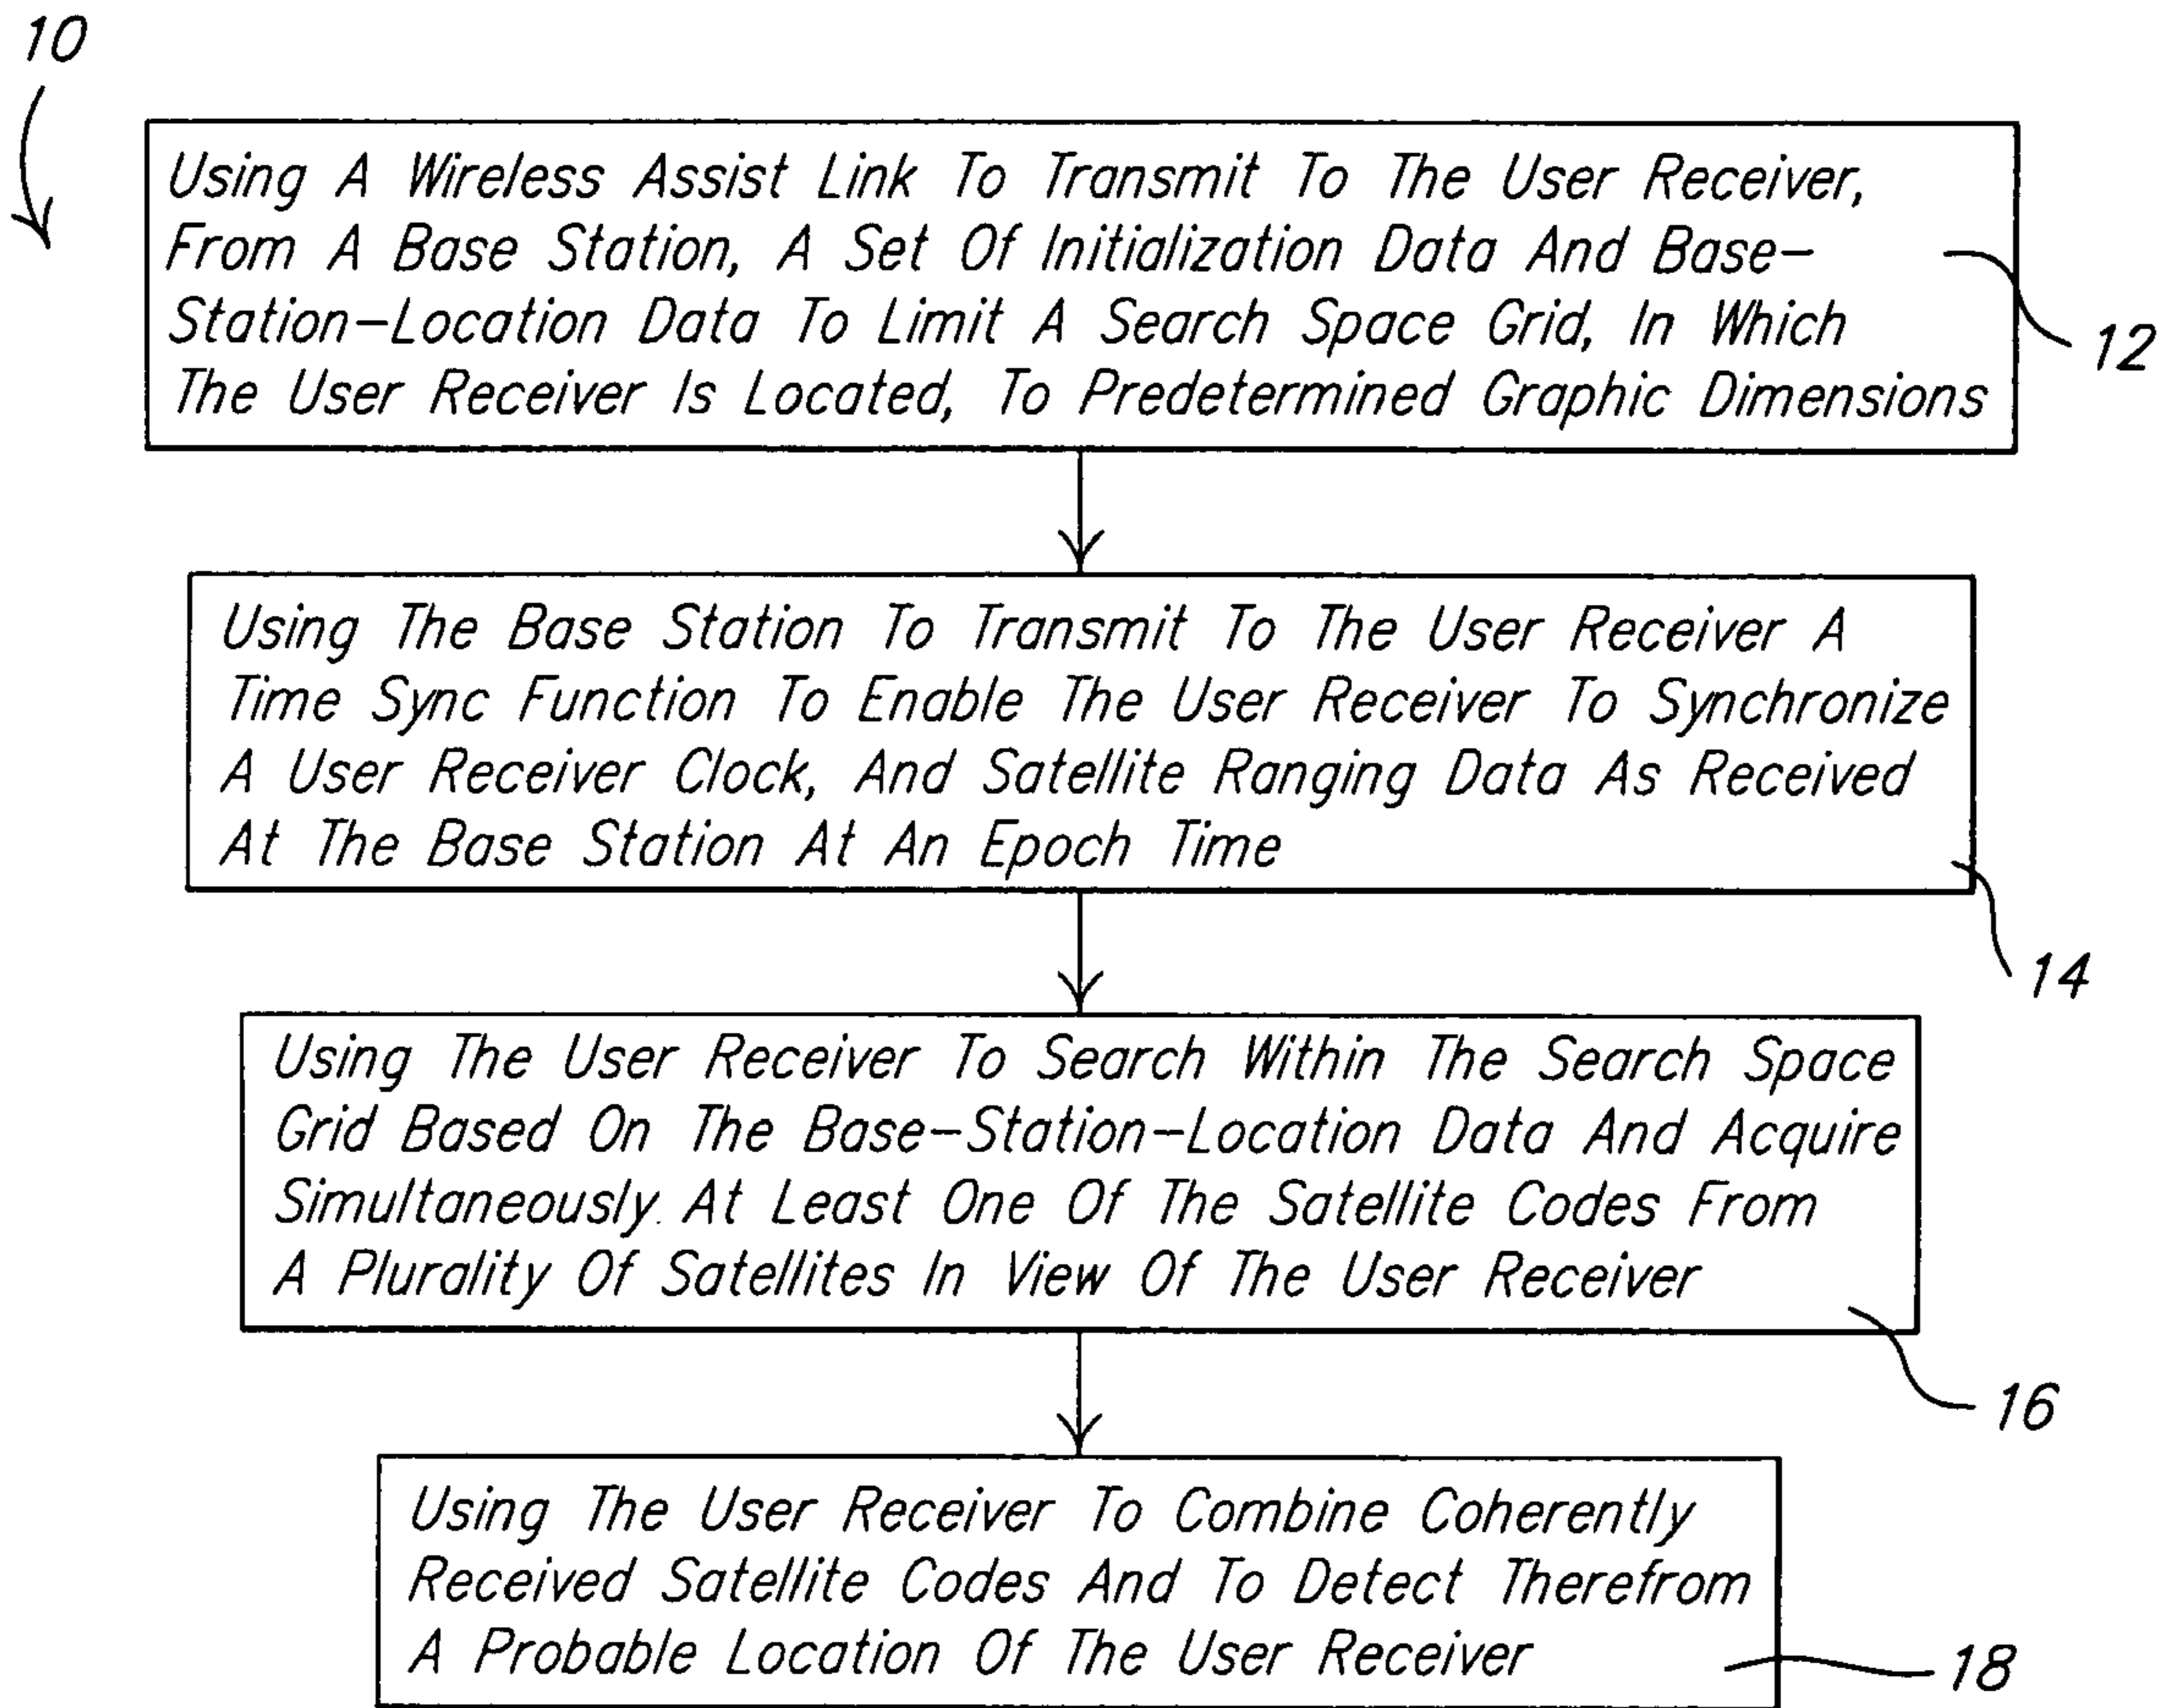 10
Using A Wireless Assist Link To Transmit To The User Receiver,
From A Base Station, A Set Of Initialization Data And Base-
Station-Location Data To Limit A Search Space Grid, In Which
The User Receiver Is Located, To Predetermined Graphic Dimensions
12
Using The Base Station To Transmit To The User Receiver A
Time Sync Function To Enable The User Receiver To Synchronize
A User Receiver Clock, And Satellite Ranging Data As Received
At The Base Station At An Epoch Time
14
Using The User Receiver To Search Within The Search Space
Grid Based On The Base-Station-Location Data And Acquire
Simultaneously At Least One Of The Satellite Codes From
A Plurality Of Satellites In View Of The User Receiver
16
Using The User Receiver To Combine Coherently
Received Satellite Codes And To Detect Therefrom
A Probable Location Of The User Receiver
18